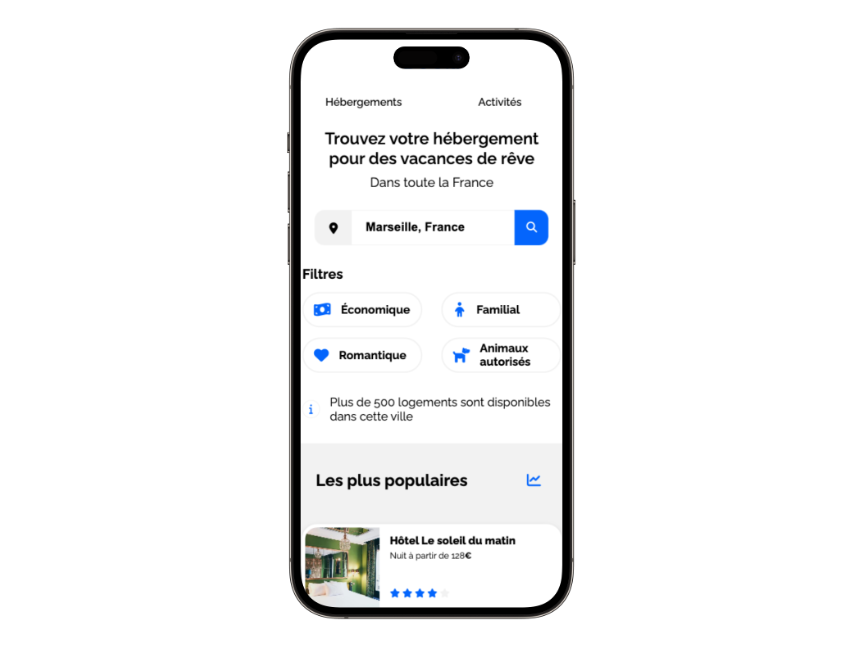 Hébergements
Activités
Trouvez votre hébergement
pour des vacances de rêve
Dans toute la France
Marseille, France
Filtres
Économique
Familial
Romantique
Animaux
autorisés
Plus de 500 logements sont disponibles
dans cette ville
Les plus populaires
Hôtel Le soleil du matin
Nuit à partir de 128€